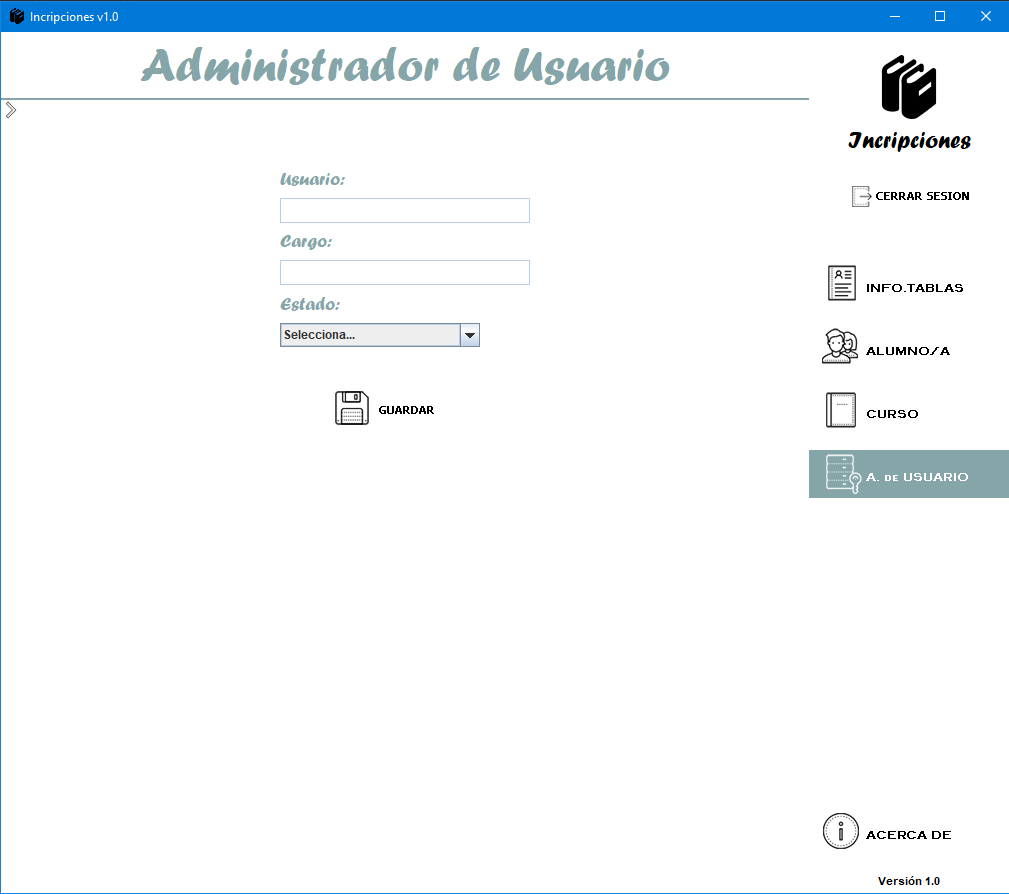 Incripciones v1.0
Administrador de Usuario
Incripciones
CERRAR SESION
Usuario:
Cargo:
Estado:
Selecciona...
GUARDAR
INFO.TABLAS
ALUMNO/A
CURSO
A. DE USUARIO
ACERCA DE
Versión 1.0